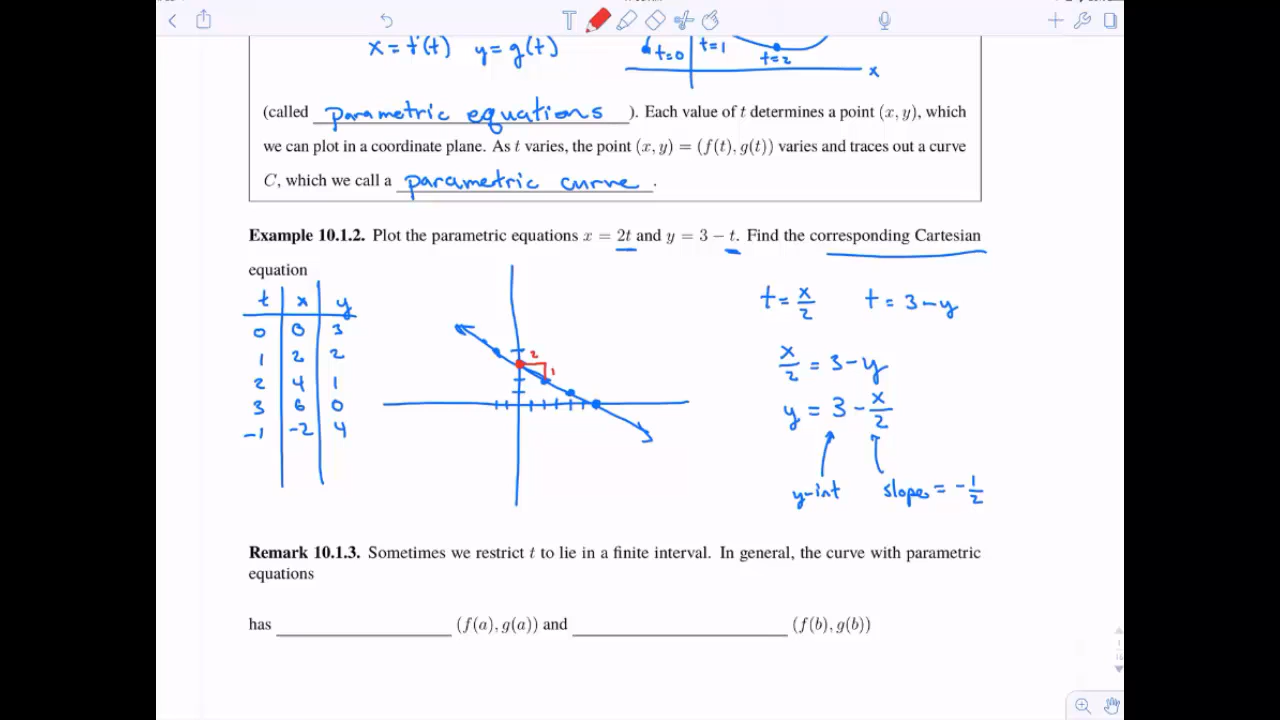 x = f(t) y = g(t)
t=0 t=1 t=2 x
(called parametric equations ). Each value of t determines a point (x, y), which
we can plot in a coordinate plane. As t varies, the point (x, y) = (f(t), g(t)) varies and traces out a curve
C, which we call a parametric curve .
Example 10.1.2. Plot the parametric equations x = 2t and y = 3 − t. Find the corresponding Cartesian
equation
t x y
0 0 3
1 2 2
2 4 1
3 6 0
-1 -2 4
2
1
t = x/2 t = 3-y
x/2 = 3-y
y = 3 - x/2
y-int slope = -1/2
Remark 10.1.3. Sometimes we restrict t to lie in a finite interval. In general, the curve with parametric
equations
has ____ (f(a), g(a)) and ____ (f(b), g(b))